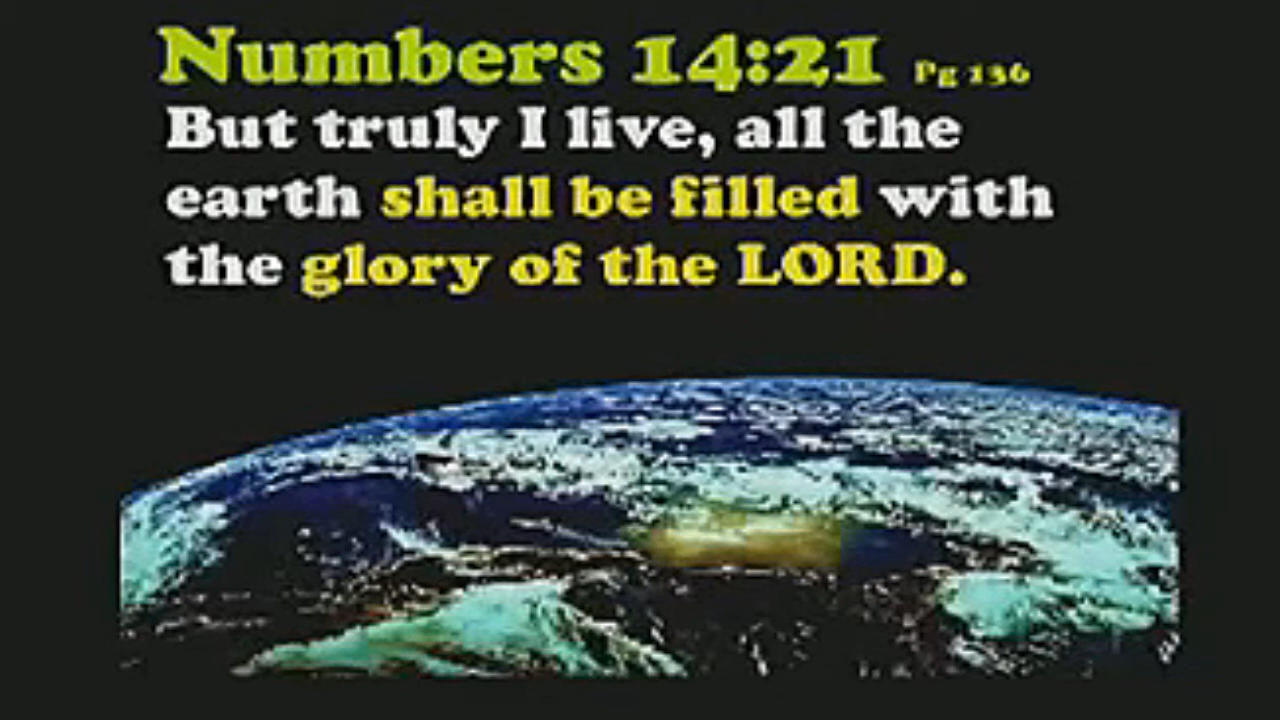 Numbers 14:21 Pg 136
But truly I live, all the
earth shall be filled with
the glory of the LORD.